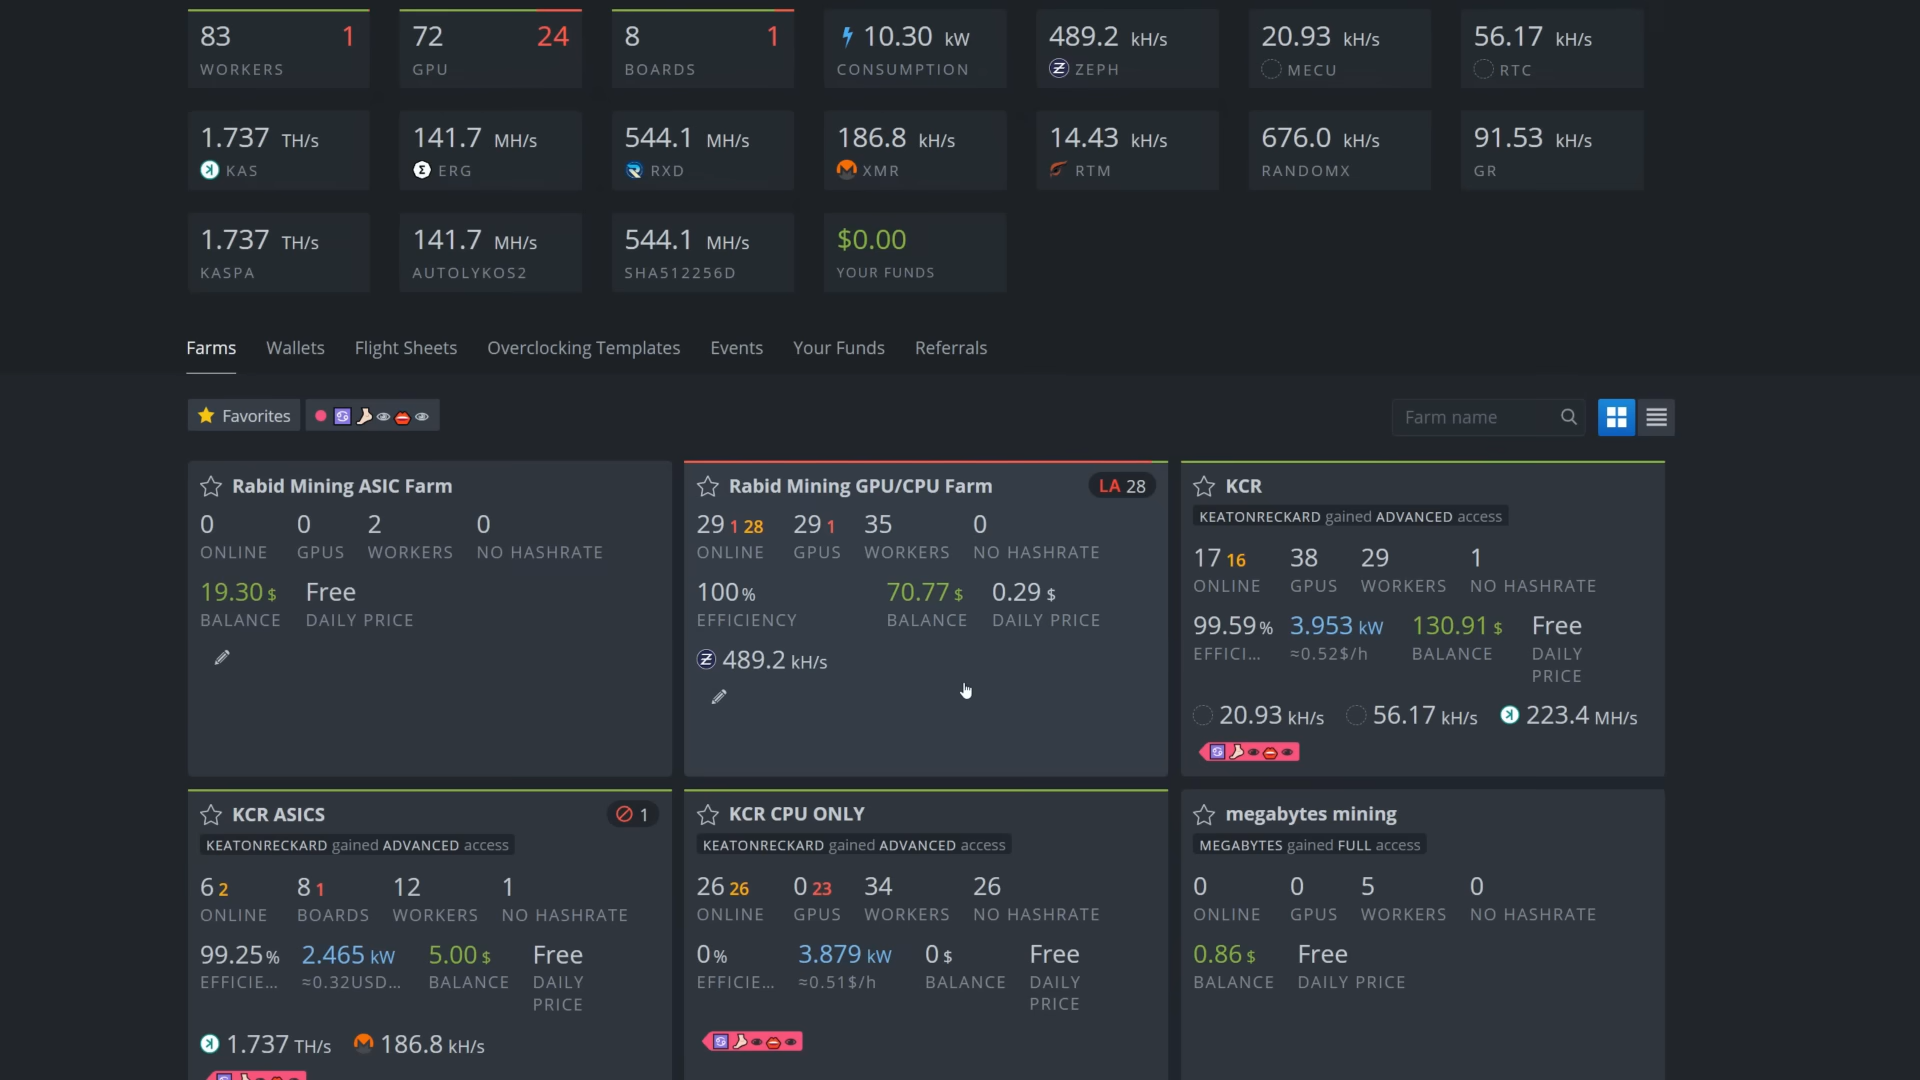 83 1 72 24 8 1 10.30 kW 489.2 kH/s 20.93 kH/s 56.17 kH/s
WORKERS GPU BOARDS CONSUMPTION ZEPH MECU RTC
1.737 TH/s 141.7 MH/s 544.1 MH/s 186.8 kH/s 14.43 kH/s 676.0 kH/s 91.53 kH/s
KAS ERG RXD XMR RTM RANDOMX GR
1.737 TH/s 141.7 MH/s 544.1 MH/s $0.00
KASPA AUTOLYKOS2 SHA512256D YOUR FUNDS
Farms Wallets Flight Sheets Overclocking Templates Events Your Funds Referrals
Favorites Farm name
Rabid Mining ASIC Farm
0 0 2 0
ONLINE GPUS WORKERS NO HASHRATE
19.30 $ Free
BALANCE DAILY PRICE
Rabid Mining GPU/CPU Farm LA 28
29 1 28 29 1 35 0
ONLINE GPUS WORKERS NO HASHRATE
100% 70.77 $ 0.29 $
EFFICIENCY BALANCE DAILY PRICE
489.2 kH/s
KCR
KEATONRECKARD gained ADVANCED access
17 16 38 29 1
ONLINE GPUS WORKERS NO HASHRATE
99.59% 3.953 kW 130.91 $ Free
EFFICI... ≈0.52$/h BALANCE DAILY
PRICE
20.93 kH/s 56.17 kH/s 223.4 MH/s
KCR ASICS 1
KEATONRECKARD gained ADVANCED access
6 2 8 1 12 1
ONLINE BOARDS WORKERS NO HASHRATE
99.25% 2.465 kW 5.00 $ Free
EFFICIE... ≈0.32USD... BALANCE DAILY
PRICE
1.737 TH/s 186.8 kH/s
KCR CPU ONLY
KEATONRECKARD gained ADVANCED access
26 26 0 23 34 26
ONLINE GPUS WORKERS NO HASHRATE
0% 3.879 kW 0 $ Free
EFFICIE... ≈0.51$/h BALANCE DAILY
PRICE
megabytes mining
MEGABYTES gained FULL access
0 0 5 0
ONLINE GPUS WORKERS NO HASHRATE
0.86 $ Free
BALANCE DAILY PRICE